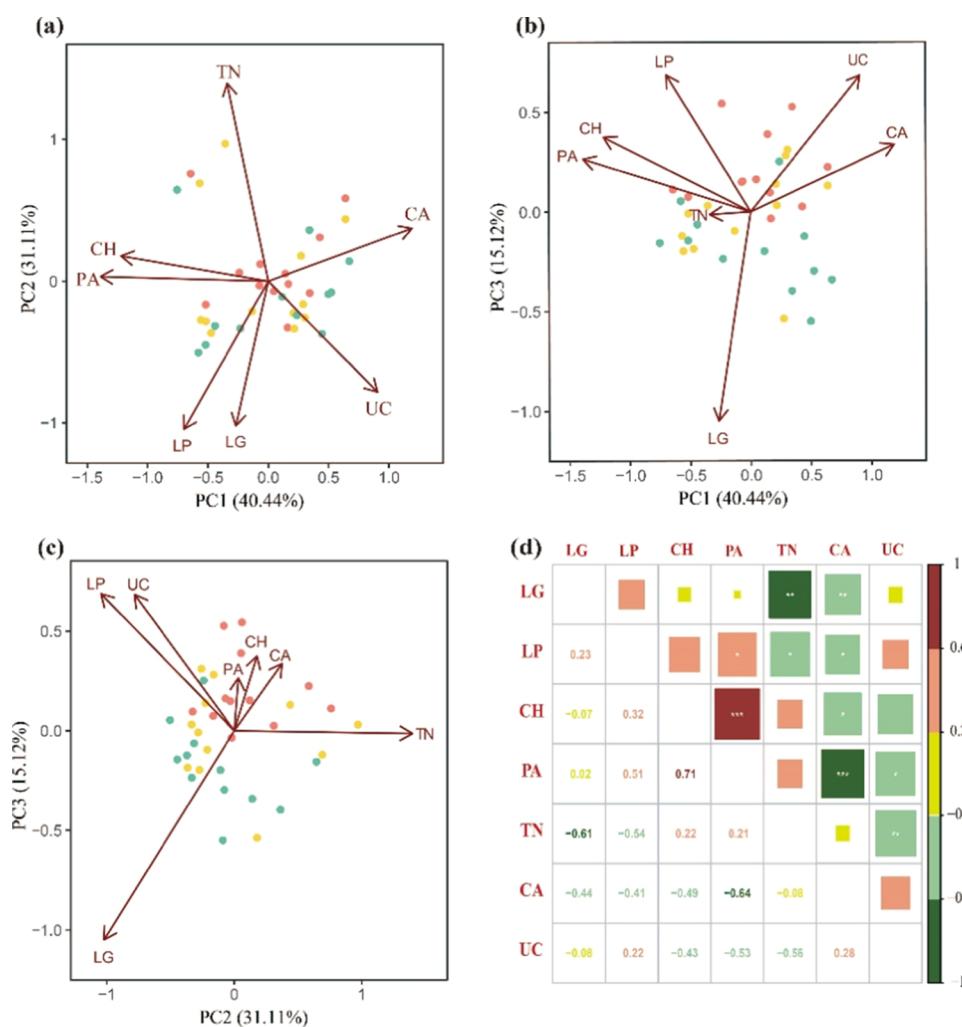 (a)
TN
CA
CH
PA
UC
LP
LG
1
0
−1
−1.5
−1.0
−0.5
0.0
0.5
1.0
PC2 (31.11%)
PC1 (40.44%)
(b)
LP
UC
CH
CA
PA
TN
LG
0.5
0.0
−0.5
−1.0
−1.5
−1.0
−0.5
0.0
0.5
1.0
PC3 (15.12%)
PC1 (40.44%)
(c)
LP
UC
CH
CA
PA
TN
LG
0.5
0.0
−0.5
−1.0
−1
0
1
PC3 (15.12%)
PC2 (31.11%)
(d)
LG LP CH PA TN CA UC
LG ** **
LP 0.23 * * *
CH −0.07 0.32 *** *
PA 0.02 0.51 0.71 ***
TN −0.61 −0.54 0.22 0.21
CA −0.44 −0.41 −0.49 −0.64 −0.08
UC −0.08 0.22 −0.43 −0.53 −0.56 0.28
1